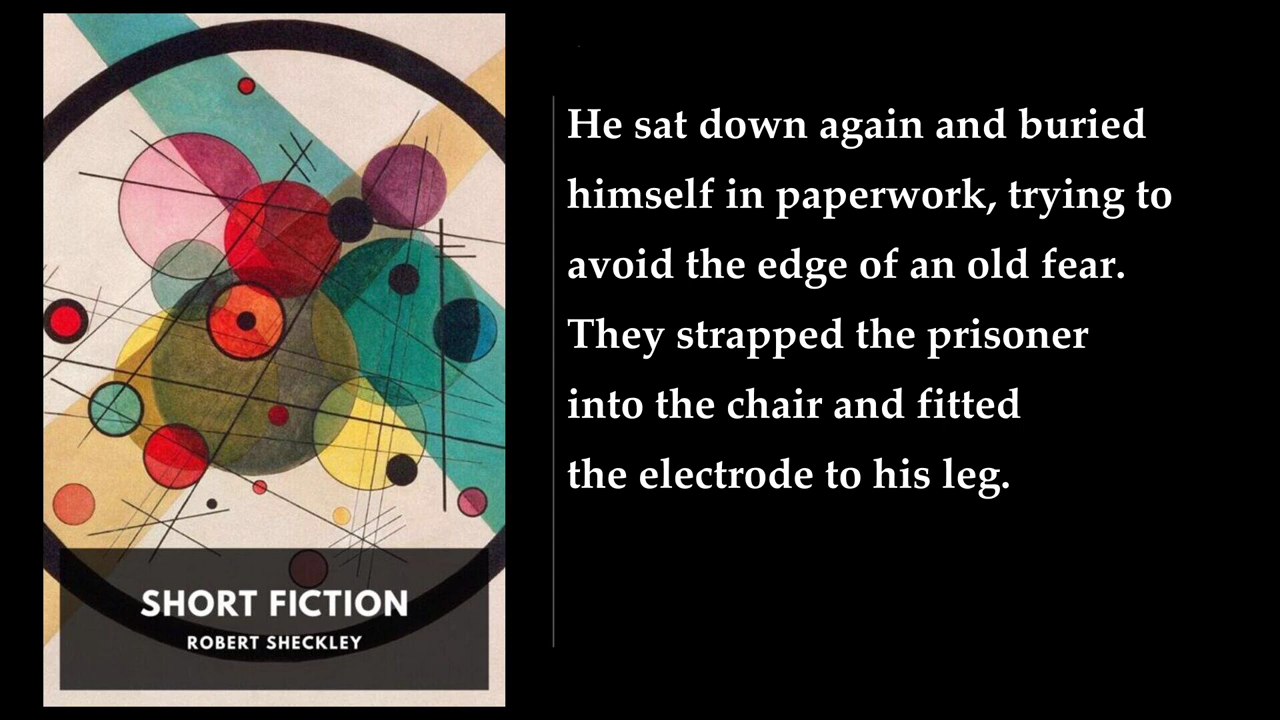 SHORT FICTION
ROBERT SHECKLEY
He sat down again and buried
himself in paperwork, trying to
avoid the edge of an old fear.
They strapped the prisoner
into the chair and fitted
the electrode to his leg.